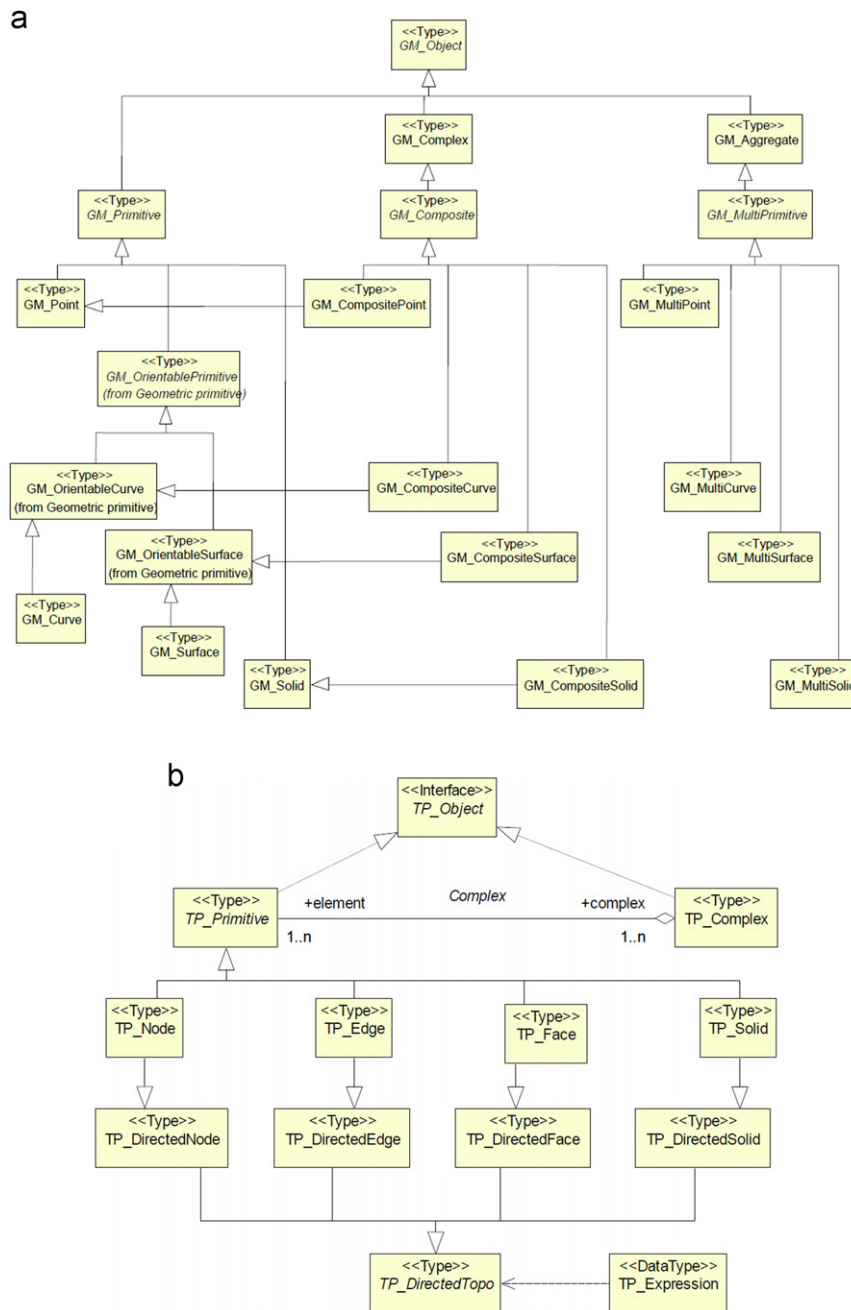 a
<<Type>>
GM_Object
<<Type>>
GM_Complex
<<Type>>
GM_Aggregate
<<Type>>
GM_Primitive
<<Type>>
GM_Composite
<<Type>>
GM_MultiPrimitive
<<Type>>
GM_Point
<<Type>>
GM_CompositePoint
<<Type>>
GM_MultiPoint
<<Type>>
GM_OrientablePrimitive
(from Geometric primitive)
<<Type>>
GM_OrientableCurve
(from Geometric primitive)
<<Type>>
GM_CompositeCurve
<<Type>>
GM_MultiCurve
<<Type>>
GM_OrientableSurface
(from Geometric primitive)
<<Type>>
GM_CompositeSurface
<<Type>>
GM_MultiSurface
<<Type>>
GM_Curve
<<Type>>
GM_Surface
<<Type>>
GM_Solid
<<Type>>
GM_CompositeSolid
<<Type>>
GM_MultiSolid
b
<<Interface>>
TP_Object
<<Type>>
TP_Primitive
+element
Complex
+complex
1..n
1..n
<<Type>>
TP_Complex
<<Type>>
TP_Node
<<Type>>
TP_Edge
<<Type>>
TP_Face
<<Type>>
TP_Solid
<<Type>>
TP_DirectedNode
<<Type>>
TP_DirectedEdge
<<Type>>
TP_DirectedFace
<<Type>>
TP_DirectedSolid
<<Type>>
TP_DirectedTopo
<<DataType>>
TP_Expression